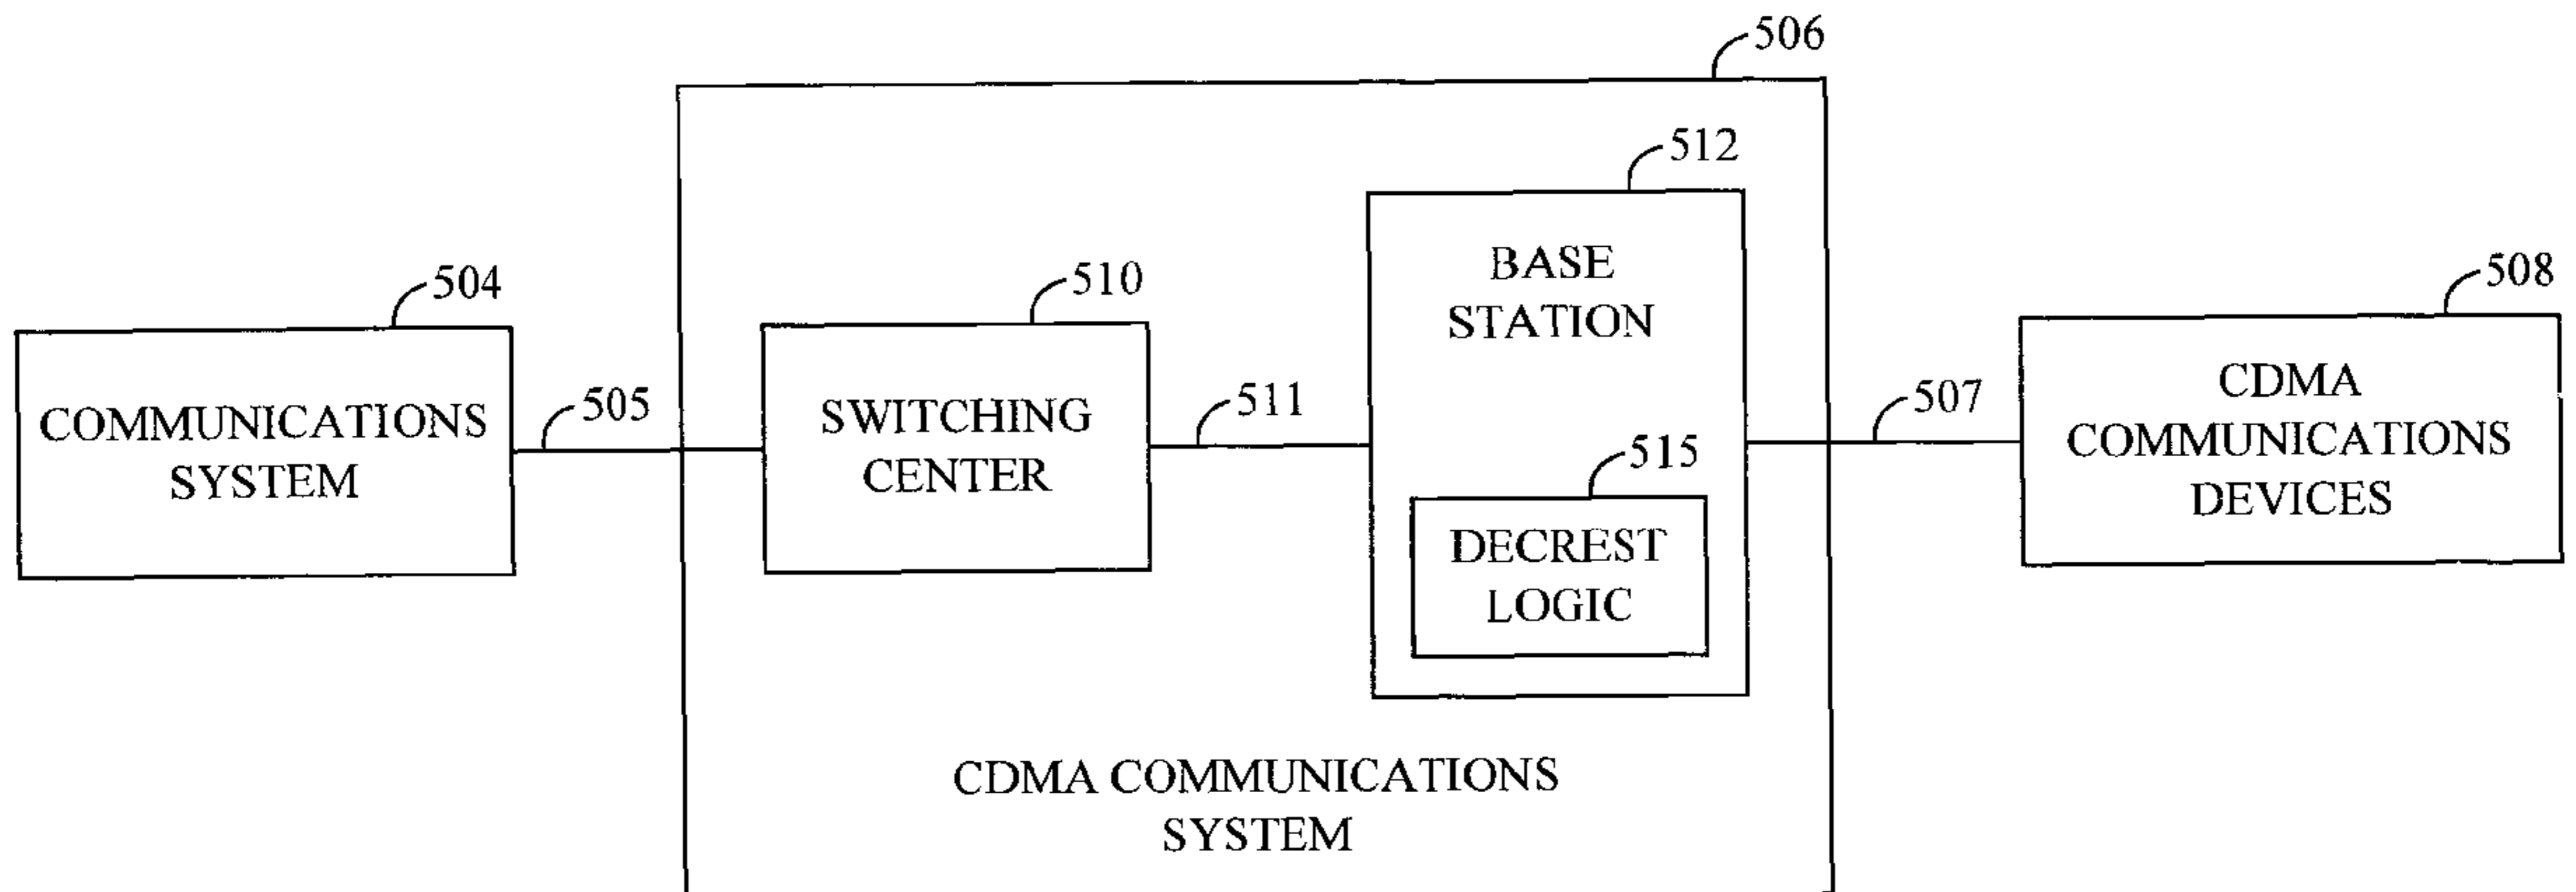 506
512
504
COMMUNICATIONS
SYSTEM
505
510
SWITCHING
CENTER
511
BASE
STATION
515
DECREST
LOGIC
507
508
CDMA
COMMUNICATIONS
DEVICES
CDMA COMMUNICATIONS
SYSTEM